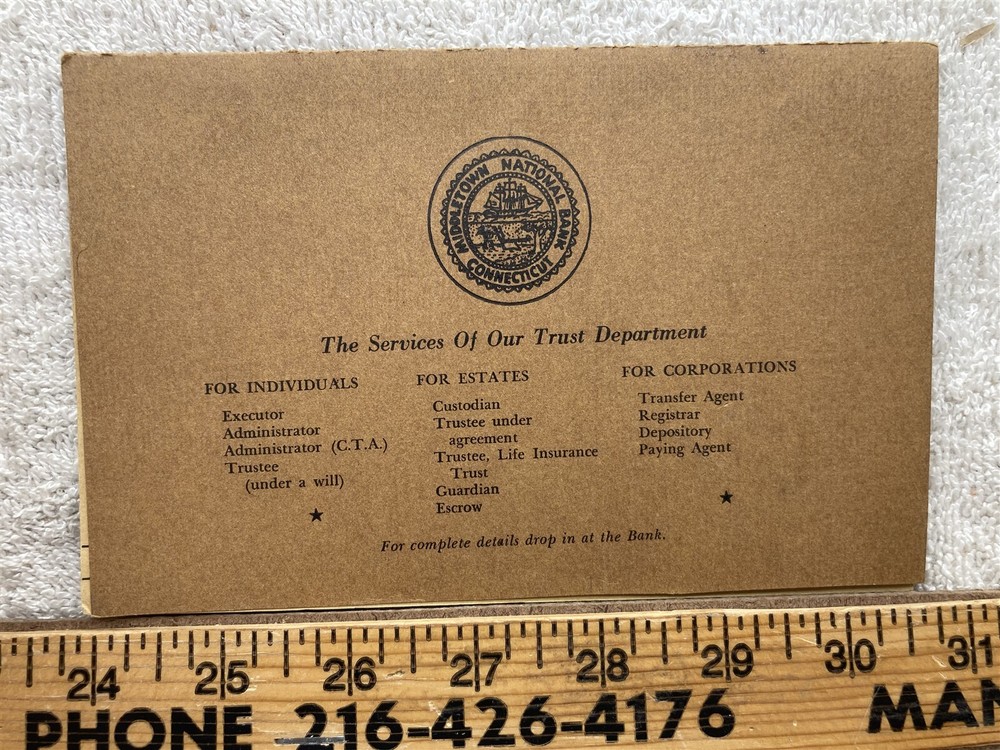 MIDDLETOWN NATIONAL BANK
CONNECTICUT
The Services Of Our Trust Department
FOR INDIVIDUALS
Executor
Administrator
Administrator (C.T.A.)
Trustee
(under a will)
FOR ESTATES
Custodian
Trustee under
agreement
Trustee, Life Insurance
Trust
Guardian
Escrow
FOR CORPORATIONS
Transfer Agent
Registrar
Depository
Paying Agent
For complete details drop in at the Bank.
24 25 26 27 28 29 30 31
PHONE 216-426-4176 MAN